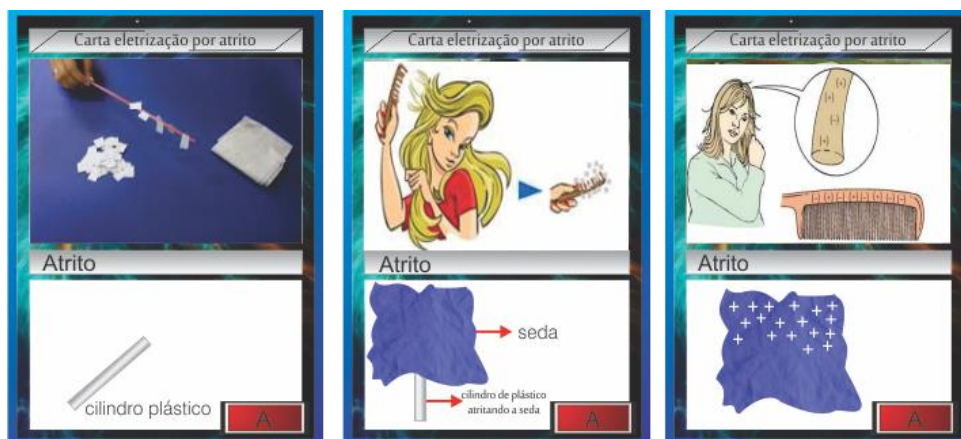 Carta eletrização por atrito
Atrito
cilindro plástico
A
Carta eletrização por atrito
Atrito
seda
cilindro de plástico
atritando a seda
A
Carta eletrização por atrito
Atrito
A